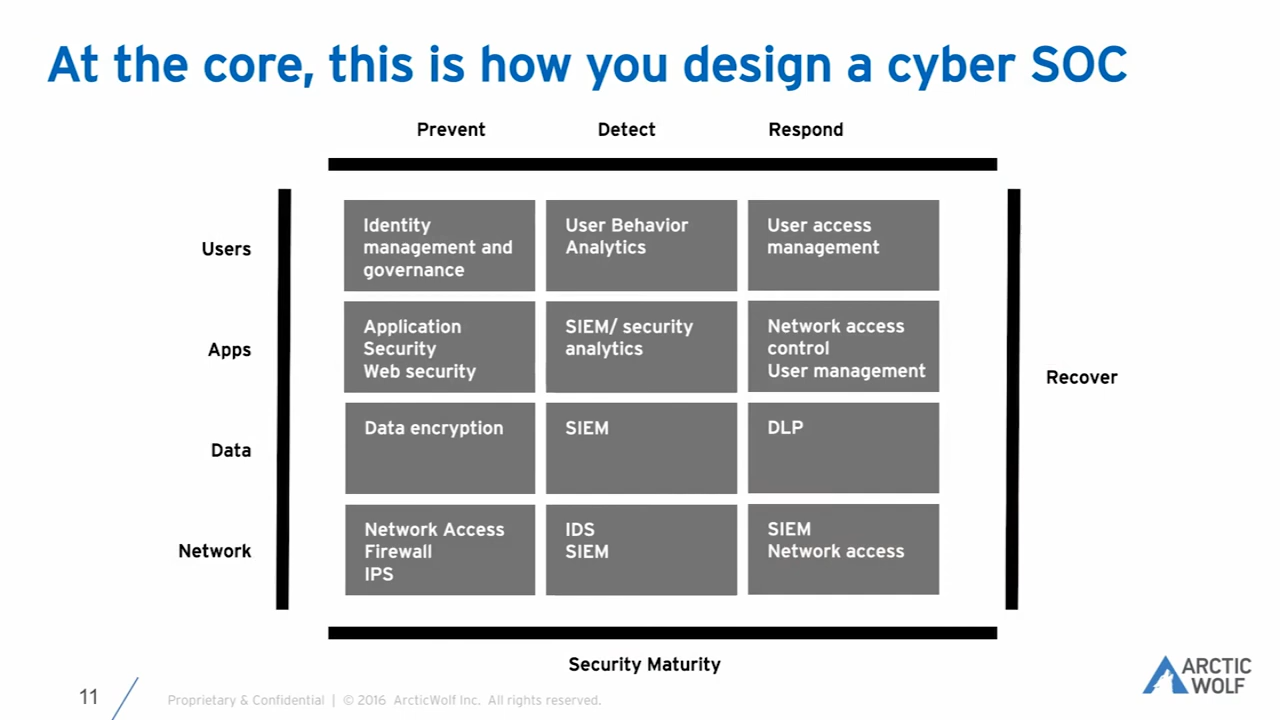 At the core, this is how you design a cyber SOC
Prevent
Detect
Respond
Users
Identity
management and
governance
User Behavior
Analytics
User access
management
Apps
Application
Security
Web security
SIEM/ security
analytics
Network access
control
User management
Recover
Data
Data encryption
SIEM
DLP
Network
Network Access
Firewall
IPS
IDS
SIEM
SIEM
Network access
Security Maturity
11
Proprietary & Confidential | © 2016 ArcticWolf Inc. All rights reserved.
ARCTIC
WOLF